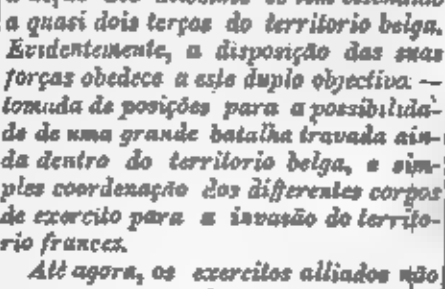 a quasi dois terços do territorio belga.
Evidentemente, a disposição das suas
forças obedece a este duplo objectivo —
tomada de posições para a possibilida-
de de uma grande batalha travada ain-
da dentro do territorio belga, e sim-
ples coordenação dos differentes corpos
de exercito para a invasão do territo-
rio francez.
Até agora, os exercitos alliados não